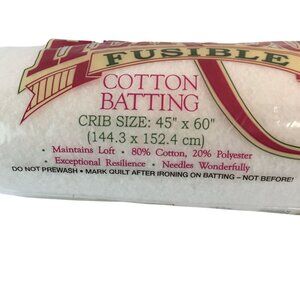 FUSIBLE
COTTON
BATTING
CRIB SIZE: 45" x 60"
(144.3 x 152.4 cm)
• Maintains Loft • 80% Cotton, 20% Polyester
• Exceptional Resilience • Needles Wonderfully
DO NOT PREWASH • MARK QUILT AFTER IRONING ON BATTING – NOT BEFORE!